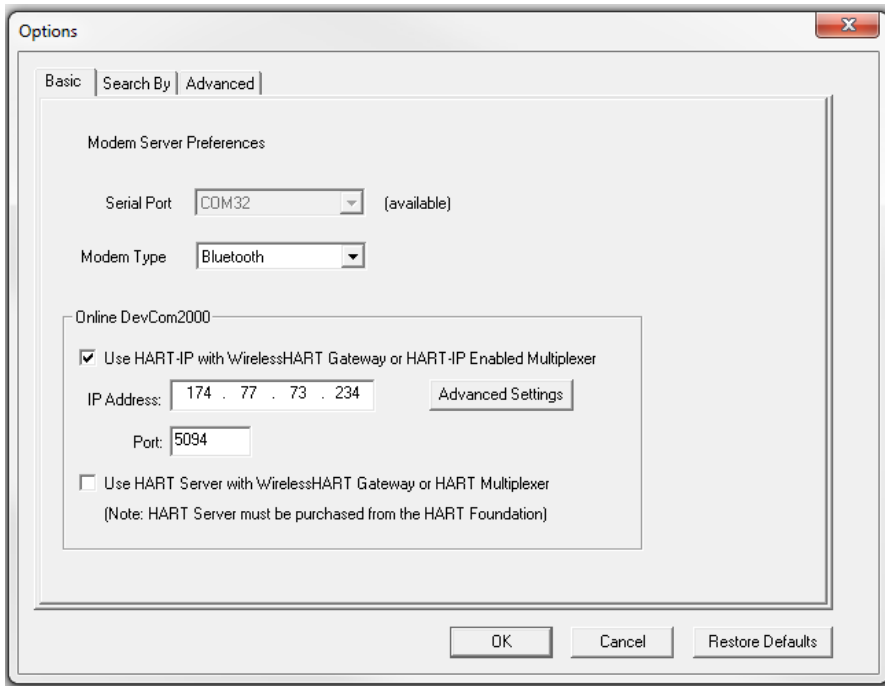 Options
Basic Search By Advanced
Modem Server Preferences
Serial Port COM32 (available)
Modem Type Bluetooth
Online DevCom2000
Use HART-IP with WirelessHART Gateway or HART-IP Enabled Multiplexer
IP Address: 174 . 77 . 73 . 234 Advanced Settings
Port: 5094
Use HART Server with WirelessHART Gateway or HART Multiplexer
(Note: HART Server must be purchased from the HART Foundation)
OK Cancel Restore Defaults